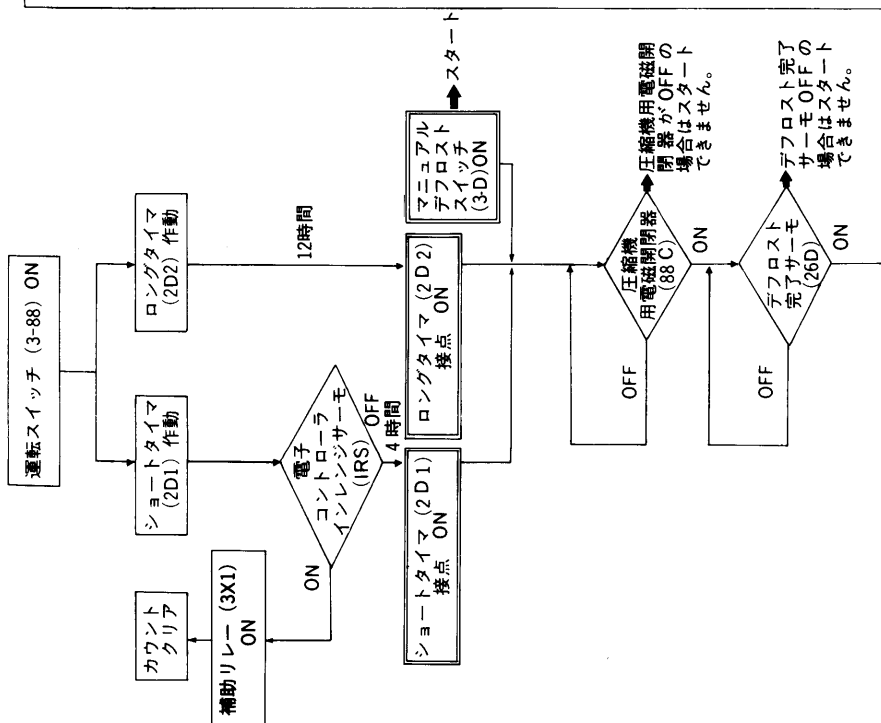 運転スイッチ (3-88) ON
ショートタイマ
(2D1) 作動
ロングタイマ
(2D2) 作動
カウント
クリア
補助リレー (3X1)
ON
ON
電子
コントローラ
インレンジサーモ
(IRS)
OFF
4時間
12時間
ショートタイマ (2D1)
接点 ON
ロングタイマ (2D2)
接点 ON
マニュアル
デフロスト
スイッチ
(3-D)ON
スタート
OFF
圧縮機
用電磁開閉器
(88C)
ON
圧縮機用電磁開
閉器がOFFの
場合はスタート
できません。
OFF
デフロスト
完了サーモ
(26D)
ON
デフロスト完了
サーモOFFの
場合はスタート
できません。